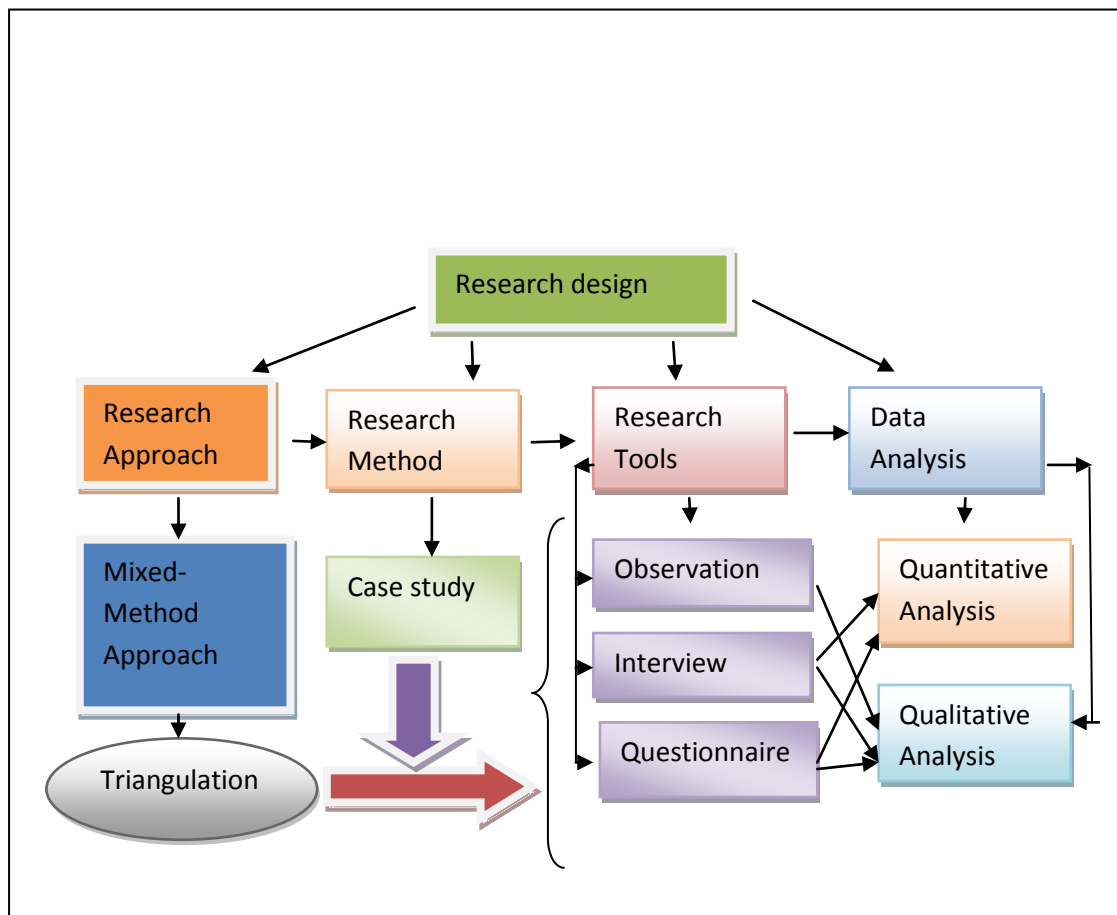 Research design
Research
Approach
Research
Method
Research
Tools
Data
Analysis
Mixed-
Method
Approach
Case study
Observation
Quantitative
Analysis
Interview
Qualitative
Analysis
Questionnaire
Triangulation